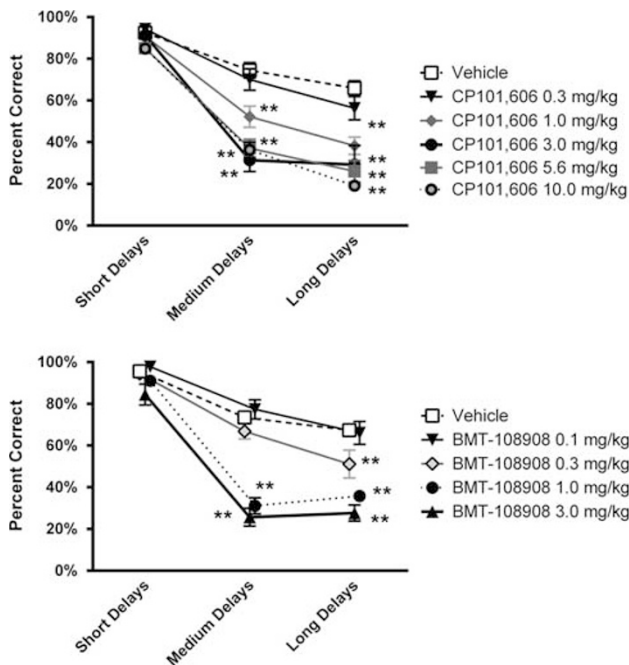 100%
80%
60%
40%
20%
0%
Percent Correct
Short Delays
Medium Delays
Long Delays
**
**
**
**
**
**
**
**
Vehicle
CP101,606 0.3 mg/kg
CP101,606 1.0 mg/kg
CP101,606 3.0 mg/kg
CP101,606 5.6 mg/kg
CP101,606 10.0 mg/kg
100%
80%
60%
40%
20%
0%
Percent Correct
Short Delays
Medium Delays
Long Delays
**
**
**
**
**
Vehicle
BMT-108908 0.1 mg/kg
BMT-108908 0.3 mg/kg
BMT-108908 1.0 mg/kg
BMT-108908 3.0 mg/kg